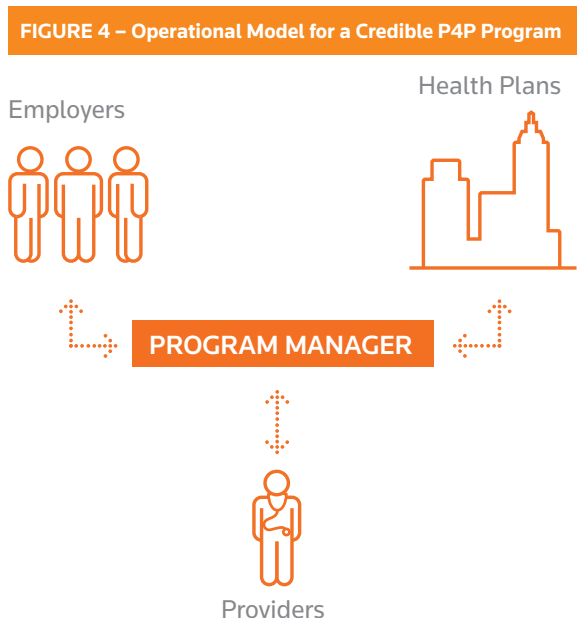 FIGURE 4 – Operational Model for a Credible P4P Program
Health Plans
Employers
PROGRAM MANAGER
Providers